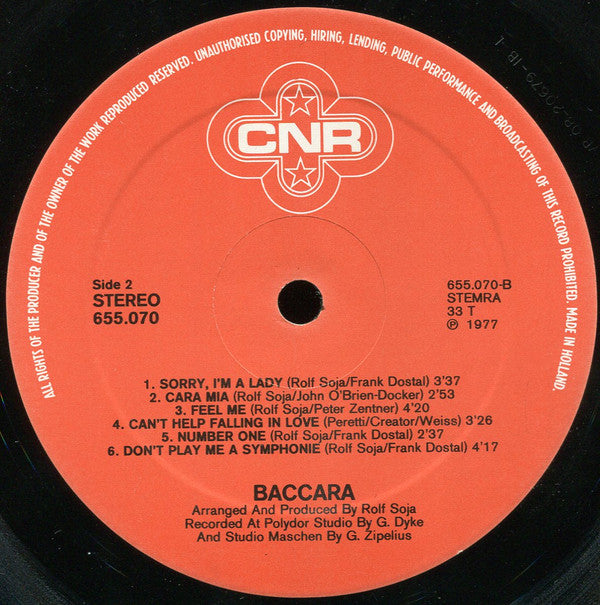 ALL RIGHTS OF THE PRODUCER AND OF THE OWNER OF THE WORK REPRODUCED RESERVED. UNAUTHORISED COPYING, HIRING, LENDING, PUBLIC PERFORMANCE AND BROADCASTING OF THIS RECORD PROHIBITED. MADE IN HOLLAND.
CNR
Side 2
STEREO
655.070
655.070-B
STEMRA
33 T
℗ 1977
1. SORRY, I'M A LADY (Rolf Soja/Frank Dostal) 3'37
2. CARA MIA (Rolf Soja/John O'Brien-Docker) 2'53
3. FEEL ME (Rolf Soja/Peter Zentner) 4'20
4. CAN'T HELP FALLING IN LOVE (Peretti/Creator/Weiss) 3'26
5. NUMBER ONE (Rolf Soja/Frank Dostal) 2'37
6. DON'T PLAY ME A SYMPHONIE (Rolf Soja/Frank Dostal) 4'17
BACCARA
Arranged And Produced By Rolf Soja
Recorded At Polydor Studio By G. Dyke
And Studio Maschen By G. Zipelius